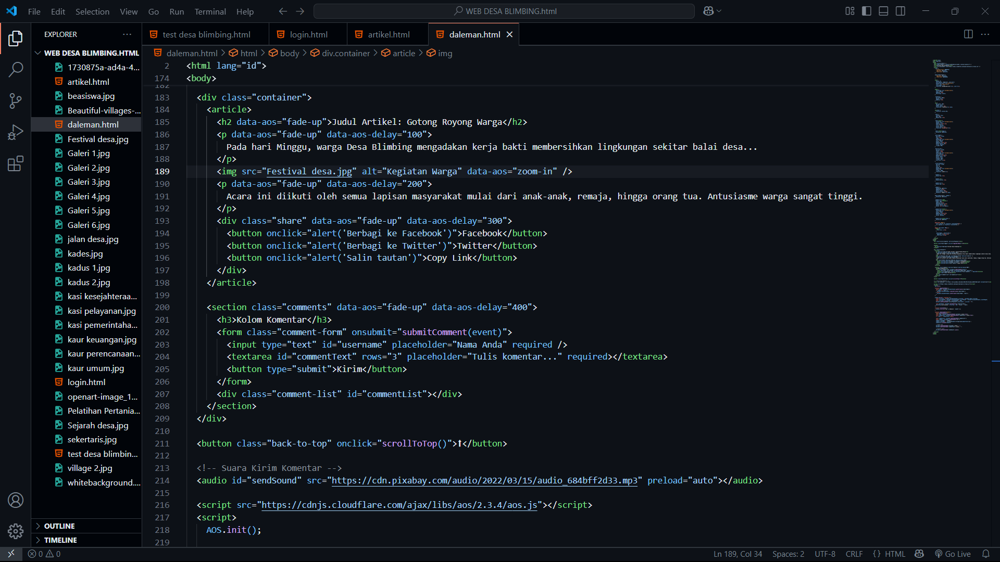 File Edit Selection View Go Run Terminal Help
WEB DESA BLIMBING.html
EXPLORER
WEB DESA BLIMBING.HTML
1730875a-ad4a-4...
artikel.html
beasiswa.jpg
Beautiful-villages-...
daleman.html
Festival desa.jpg
Galeri 1.jpg
Galeri 2.jpg
Galeri 3.jpg
Galeri 4.jpg
Galeri 5.jpg
Galeri 6.jpg
jalan desa.jpg
kades.jpg
kadus 1.jpg
kadus 2.jpg
kasi kesejahteraa...
kasi pelayanan.jpg
kasi pemerintaha...
kaur keuangan.jpg
kaur perencanaan...
kaur umum.jpg
login.html
openart-image_1...
Pelatihan Pertania...
Sejarah desa.jpg
sekertaris.jpg
test desa blimbin...
village 2.jpg
whitebackground....
OUTLINE
TIMELINE
test desa blimbing.html login.html artikel.html daleman.html
daleman.html > html > body > div.container > article > img
2 <html lang="id">
174 <body>
182
183 <div class="container">
184 <article>
185 <h2 data-aos="fade-up">Judul Artikel: Gotong Royong Warga</h2>
186 <p data-aos="fade-up" data-aos-delay="100">
187 Pada hari Minggu, warga Desa Blimbing mengadakan kerja bakti membersihkan lingkungan sekitar balai desa...
188 </p>
189 <img src="Festival desa.jpg" alt="Kegiatan Warga" data-aos="zoom-in" />
190 <p data-aos="fade-up" data-aos-delay="200">
191 Acara ini diikuti oleh semua lapisan masyarakat mulai dari anak-anak, remaja, hingga orang tua. Antusiasme warga sangat tinggi.
192 </p>
193 <div class="share" data-aos="fade-up" data-aos-delay="300">
194 <button onclick="alert('Berbagi ke Facebook')">Facebook</button>
195 <button onclick="alert('Berbagi ke Twitter')">Twitter</button>
196 <button onclick="alert('Salin tautan')">Copy Link</button>
197 </div>
198 </article>
199
200 <section class="comments" data-aos="fade-up" data-aos-delay="400">
201 <h3>Kolom Komentar</h3>
202 <form class="comment-form" onsubmit="submitComment(event)">
203 <input type="text" id="username" placeholder="Nama Anda" required />
204 <textarea id="commentText" rows="3" placeholder="Tulis komentar..." required></textarea>
205 <button type="submit">Kirim</button>
206 </form>
207 <div class="comment-list" id="commentList"></div>
208 </section>
209 </div>
210
211 <button class="back-to-top" onclick="scrollToTop()">⬆</button>
212
213 <!-- Suara Kirim Komentar -->
214 <audio id="sendSound" src="https://cdn.pixabay.com/audio/2022/03/15/audio_684bff2d33.mp3" preload="auto"></audio>
215
216 <script src="https://cdnjs.cloudflare.com/ajax/libs/aos/2.3.4/aos.js"></script>
217 <script>
218 AOS.init();
219
0 0
Ln 189, Col 34 Spaces: 2 UTF-8 CRLF {} HTML Go Live